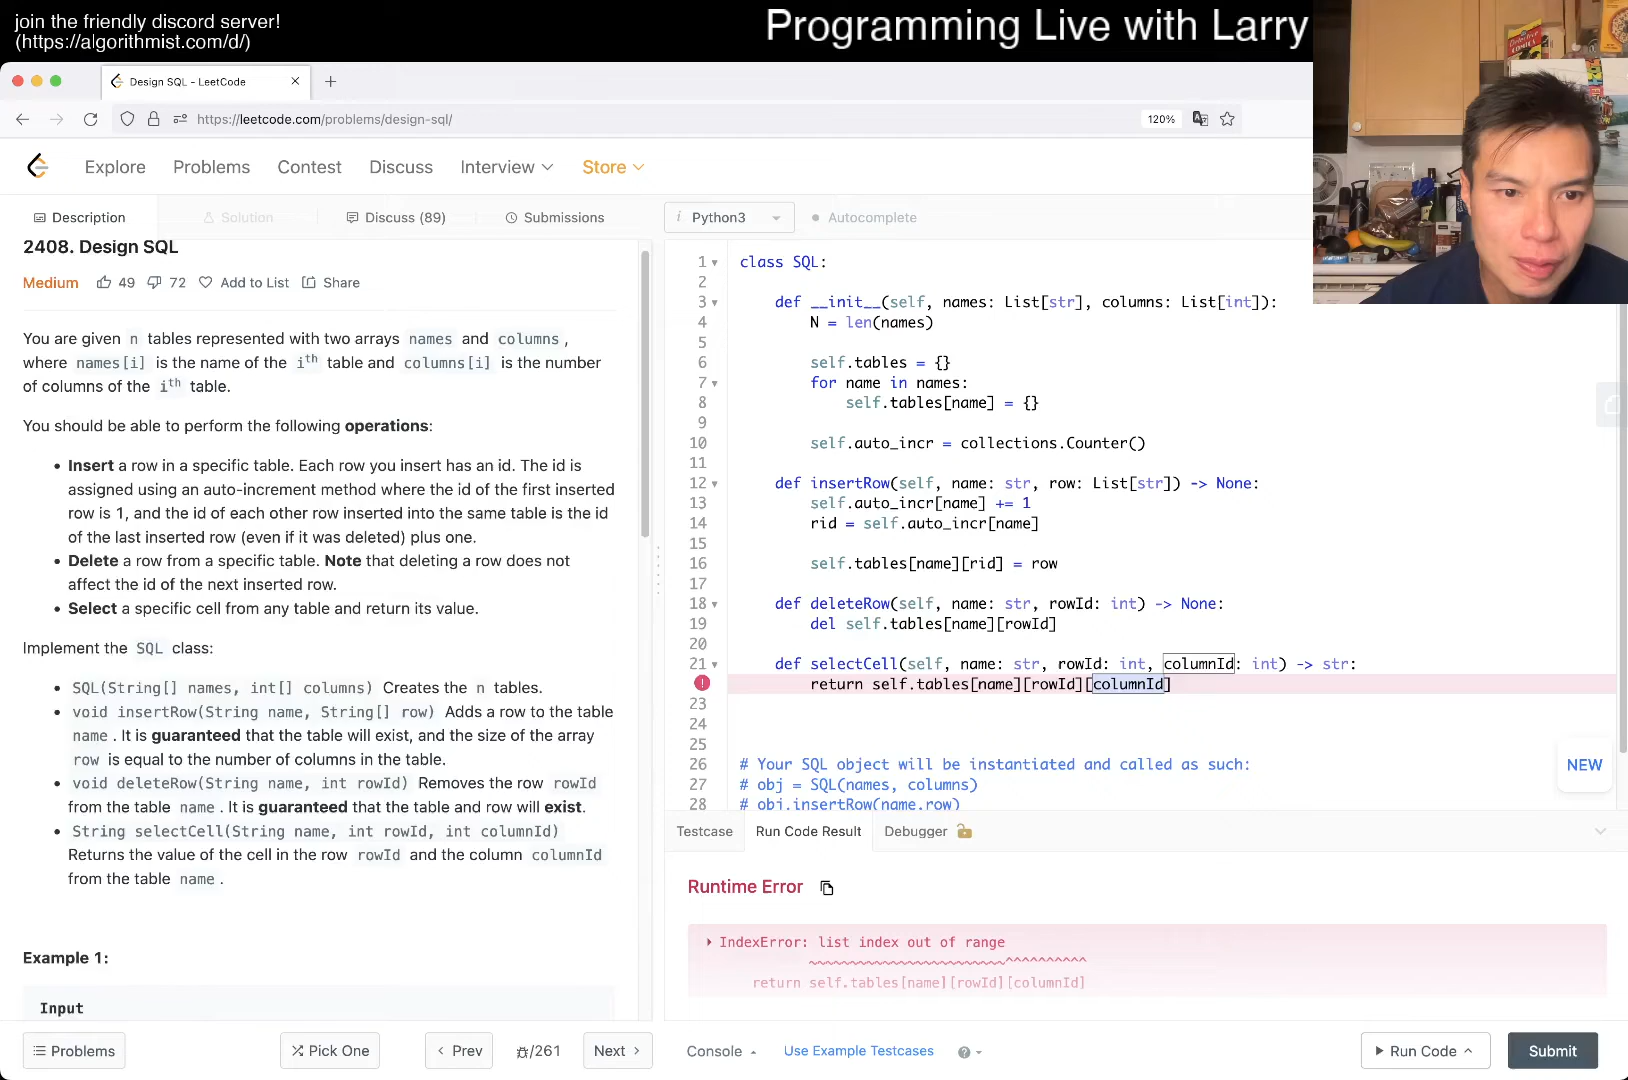 join the friendly discord server!
(https://algorithmist.com/d/)
Programming Live with Larry
Design SQL - LeetCode
https://leetcode.com/problems/design-sql/
120%
Explore
Problems
Contest
Discuss
Interview
Store
Description
Solution
Discuss (89)
Submissions
i Python3
Autocomplete
2408. Design SQL
Medium
49
72
Add to List
Share
You are given n tables represented with two arrays names and columns ,
where names[i] is the name of the ith table and columns[i] is the number
of columns of the ith table.
You should be able to perform the following operations:
• Insert a row in a specific table. Each row you insert has an id. The id is
assigned using an auto-increment method where the id of the first inserted
row is 1, and the id of each other row inserted into the same table is the id
of the last inserted row (even if it was deleted) plus one.
• Delete a row from a specific table. Note that deleting a row does not
affect the id of the next inserted row.
• Select a specific cell from any table and return its value.
Implement the SQL class:
• SQL(String[] names, int[] columns) Creates the n tables.
• void insertRow(String name, String[] row) Adds a row to the table
name . It is guaranteed that the table will exist, and the size of the array
row is equal to the number of columns in the table.
• void deleteRow(String name, int rowId) Removes the row rowId
from the table name . It is guaranteed that the table and row will exist.
• String selectCell(String name, int rowId, int columnId)
Returns the value of the cell in the row rowId and the column columnId
from the table name .
Example 1:
Input
1 class SQL:
2
3 def __init__(self, names: List[str], columns: List[int]):
4 N = len(names)
5
6 self.tables = {}
7 for name in names:
8 self.tables[name] = {}
9
10 self.auto_incr = collections.Counter()
11
12 def insertRow(self, name: str, row: List[str]) -> None:
13 self.auto_incr[name] += 1
14 rid = self.auto_incr[name]
15
16 self.tables[name][rid] = row
17
18 def deleteRow(self, name: str, rowId: int) -> None:
19 del self.tables[name][rowId]
20
21 def selectCell(self, name: str, rowId: int, columnId: int) -> str:
return self.tables[name][rowId][columnId]
23
24
25
26 # Your SQL object will be instantiated and called as such:
27 # obj = SQL(names, columns)
28 # obj.insertRow(name,row)
NEW
Testcase
Run Code Result
Debugger
Runtime Error
IndexError: list index out of range
~~~~~~~~~~~~~~~~~~~~~~~~^^^^^^^^^^
return self.tables[name][rowId][columnId]
Problems
Pick One
Prev
/261
Next
Console
Use Example Testcases
Run Code
Submit